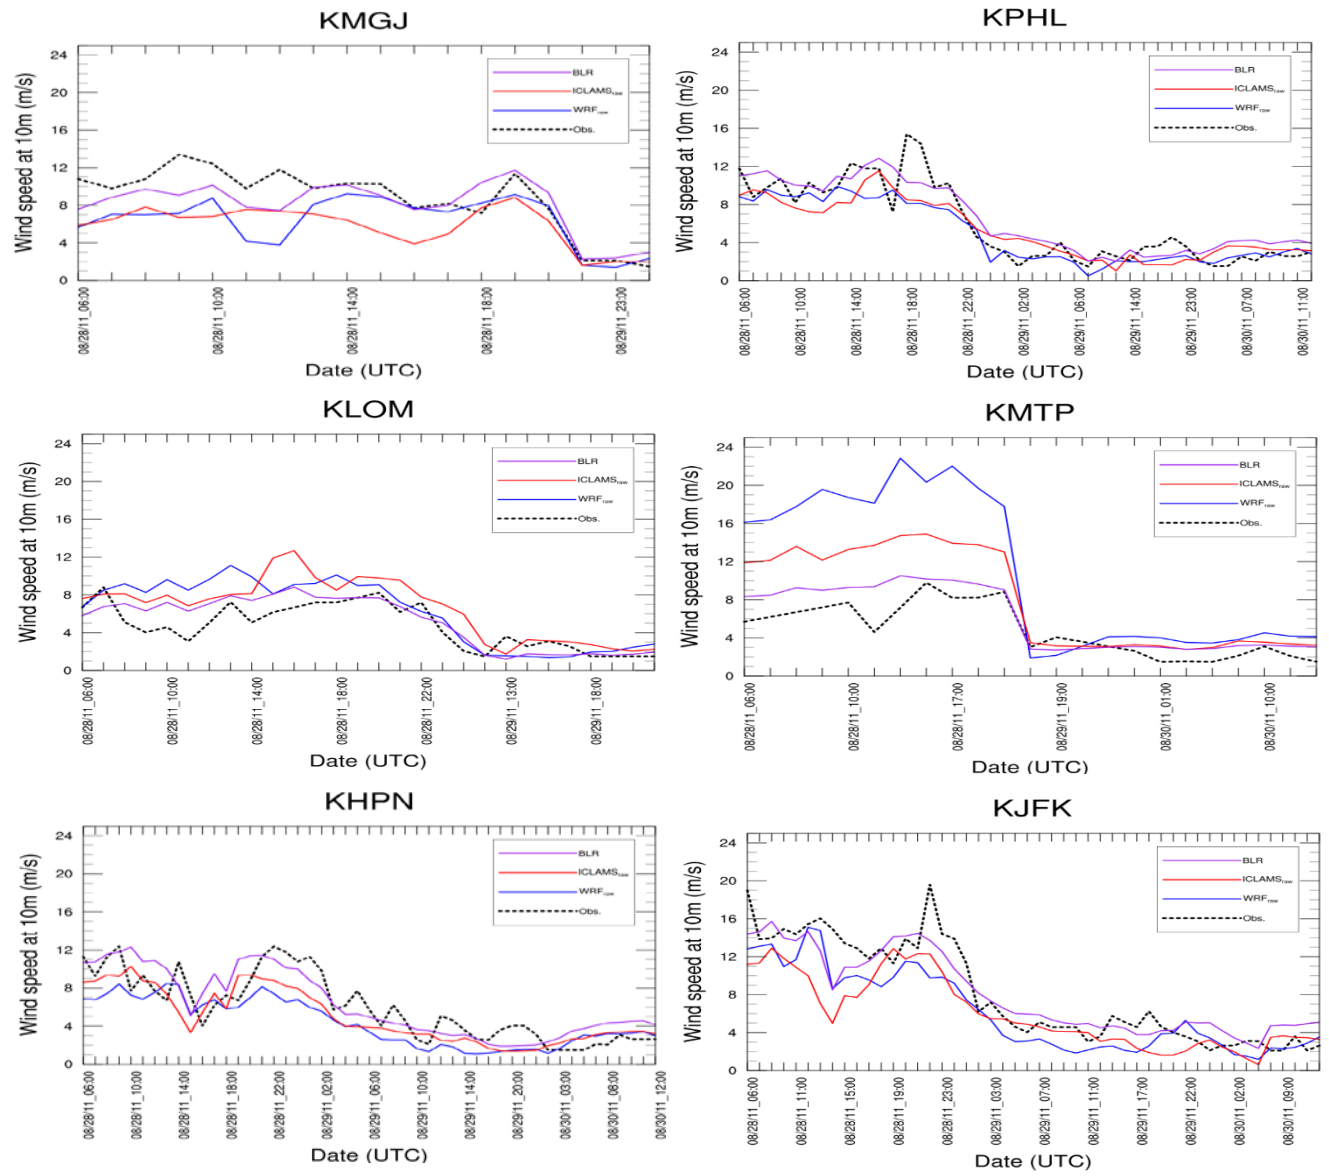 KMGJ
Wind speed at 10m (m/s)
24
20
16
12
8
4
0
BLR
ICLAMSraw
WRFraw
Obs.
08/28/11_06:00
08/28/11_10:00
08/28/11_14:00
08/28/11_18:00
08/29/11_23:00
Date (UTC)
KPHL
Wind speed at 10m (m/s)
24
20
16
12
8
4
0
BLR
ICLAMSraw
WRFraw
Obs.
08/28/11_06:00
08/28/11_10:00
08/28/11_14:00
08/28/11_18:00
08/28/11_22:00
08/29/11_02:00
08/29/11_06:00
08/29/11_14:00
08/29/11_23:00
08/30/11_07:00
08/30/11_11:00
Date (UTC)
KLOM
Wind speed at 10m (m/s)
24
20
16
12
8
4
0
BLR
ICLAMSraw
WRFraw
Obs.
08/28/11_06:00
08/28/11_10:00
08/28/11_14:00
08/28/11_18:00
08/28/11_22:00
08/29/11_13:00
08/29/11_18:00
Date (UTC)
KMTP
Wind speed at 10m (m/s)
24
20
16
12
8
4
0
BLR
ICLAMSraw
WRFraw
Obs.
08/28/11_06:00
08/28/11_10:00
08/28/11_17:00
08/29/11_19:00
08/30/11_01:00
08/30/11_10:00
Date (UTC)
KHPN
Wind speed at 10m (m/s)
24
20
16
12
8
4
0
BLR
ICLAMSraw
WRFraw
Obs.
08/28/11_06:00
08/28/11_10:00
08/28/11_14:00
08/28/11_18:00
08/28/11_22:00
08/29/11_02:00
08/29/11_06:00
08/29/11_10:00
08/29/11_14:00
08/29/11_20:00
08/30/11_03:00
08/30/11_08:00
08/30/11_12:00
Date (UTC)
KJFK
Wind speed at 10m (m/s)
24
20
16
12
8
4
0
BLR
ICLAMSraw
WRFraw
Obs.
08/28/11_06:00
08/28/11_11:00
08/28/11_15:00
08/28/11_19:00
08/28/11_23:00
08/29/11_03:00
08/29/11_07:00
08/29/11_11:00
08/29/11_17:00
08/29/11_22:00
08/30/11_02:00
08/30/11_09:00
Date (UTC)